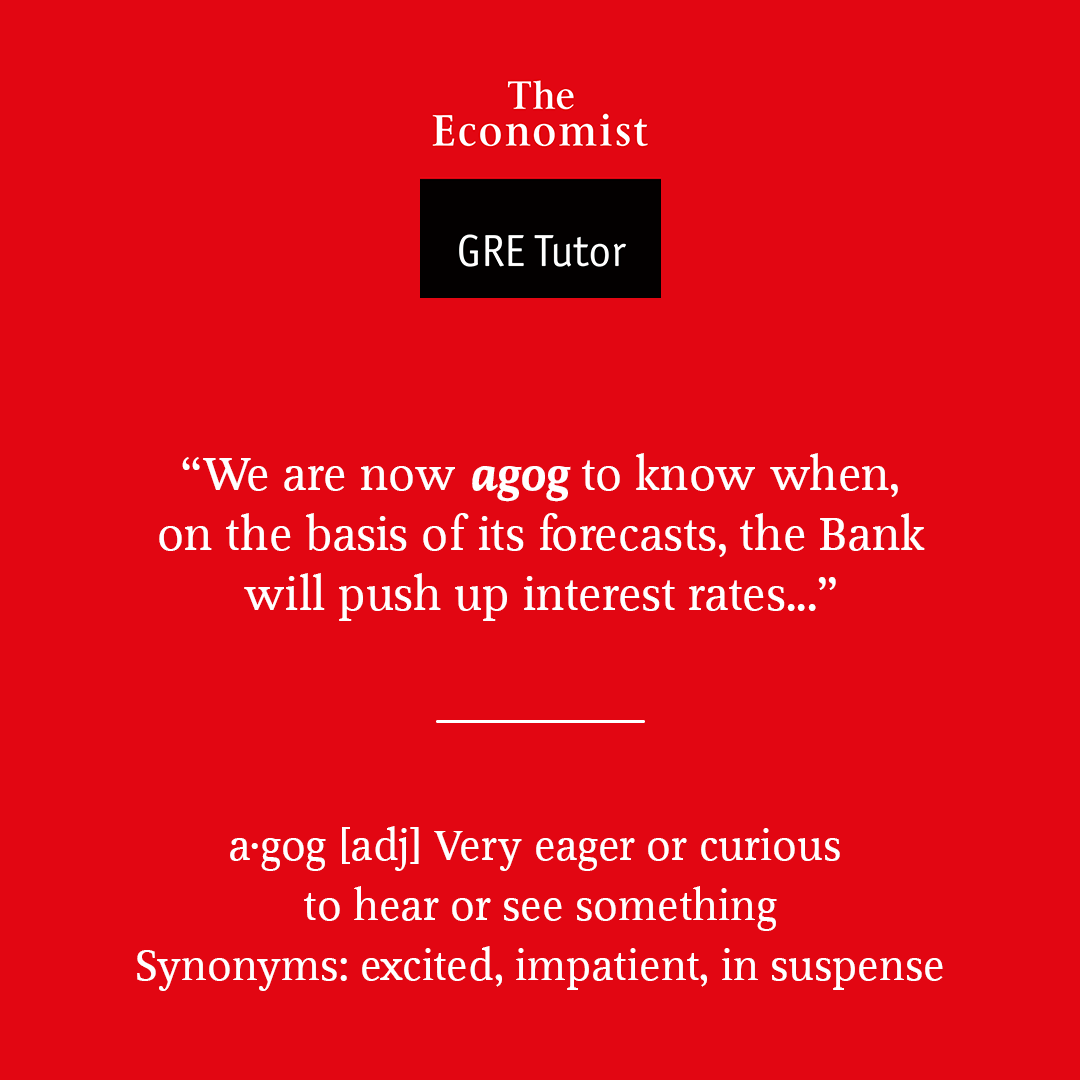 The
Economist
GRE Tutor
“We are now agog to know when,
on the basis of its forecasts, the Bank
will push up interest rates...”
a·gog [adj] Very eager or curious
to hear or see something
Synonyms: excited, impatient, in suspense